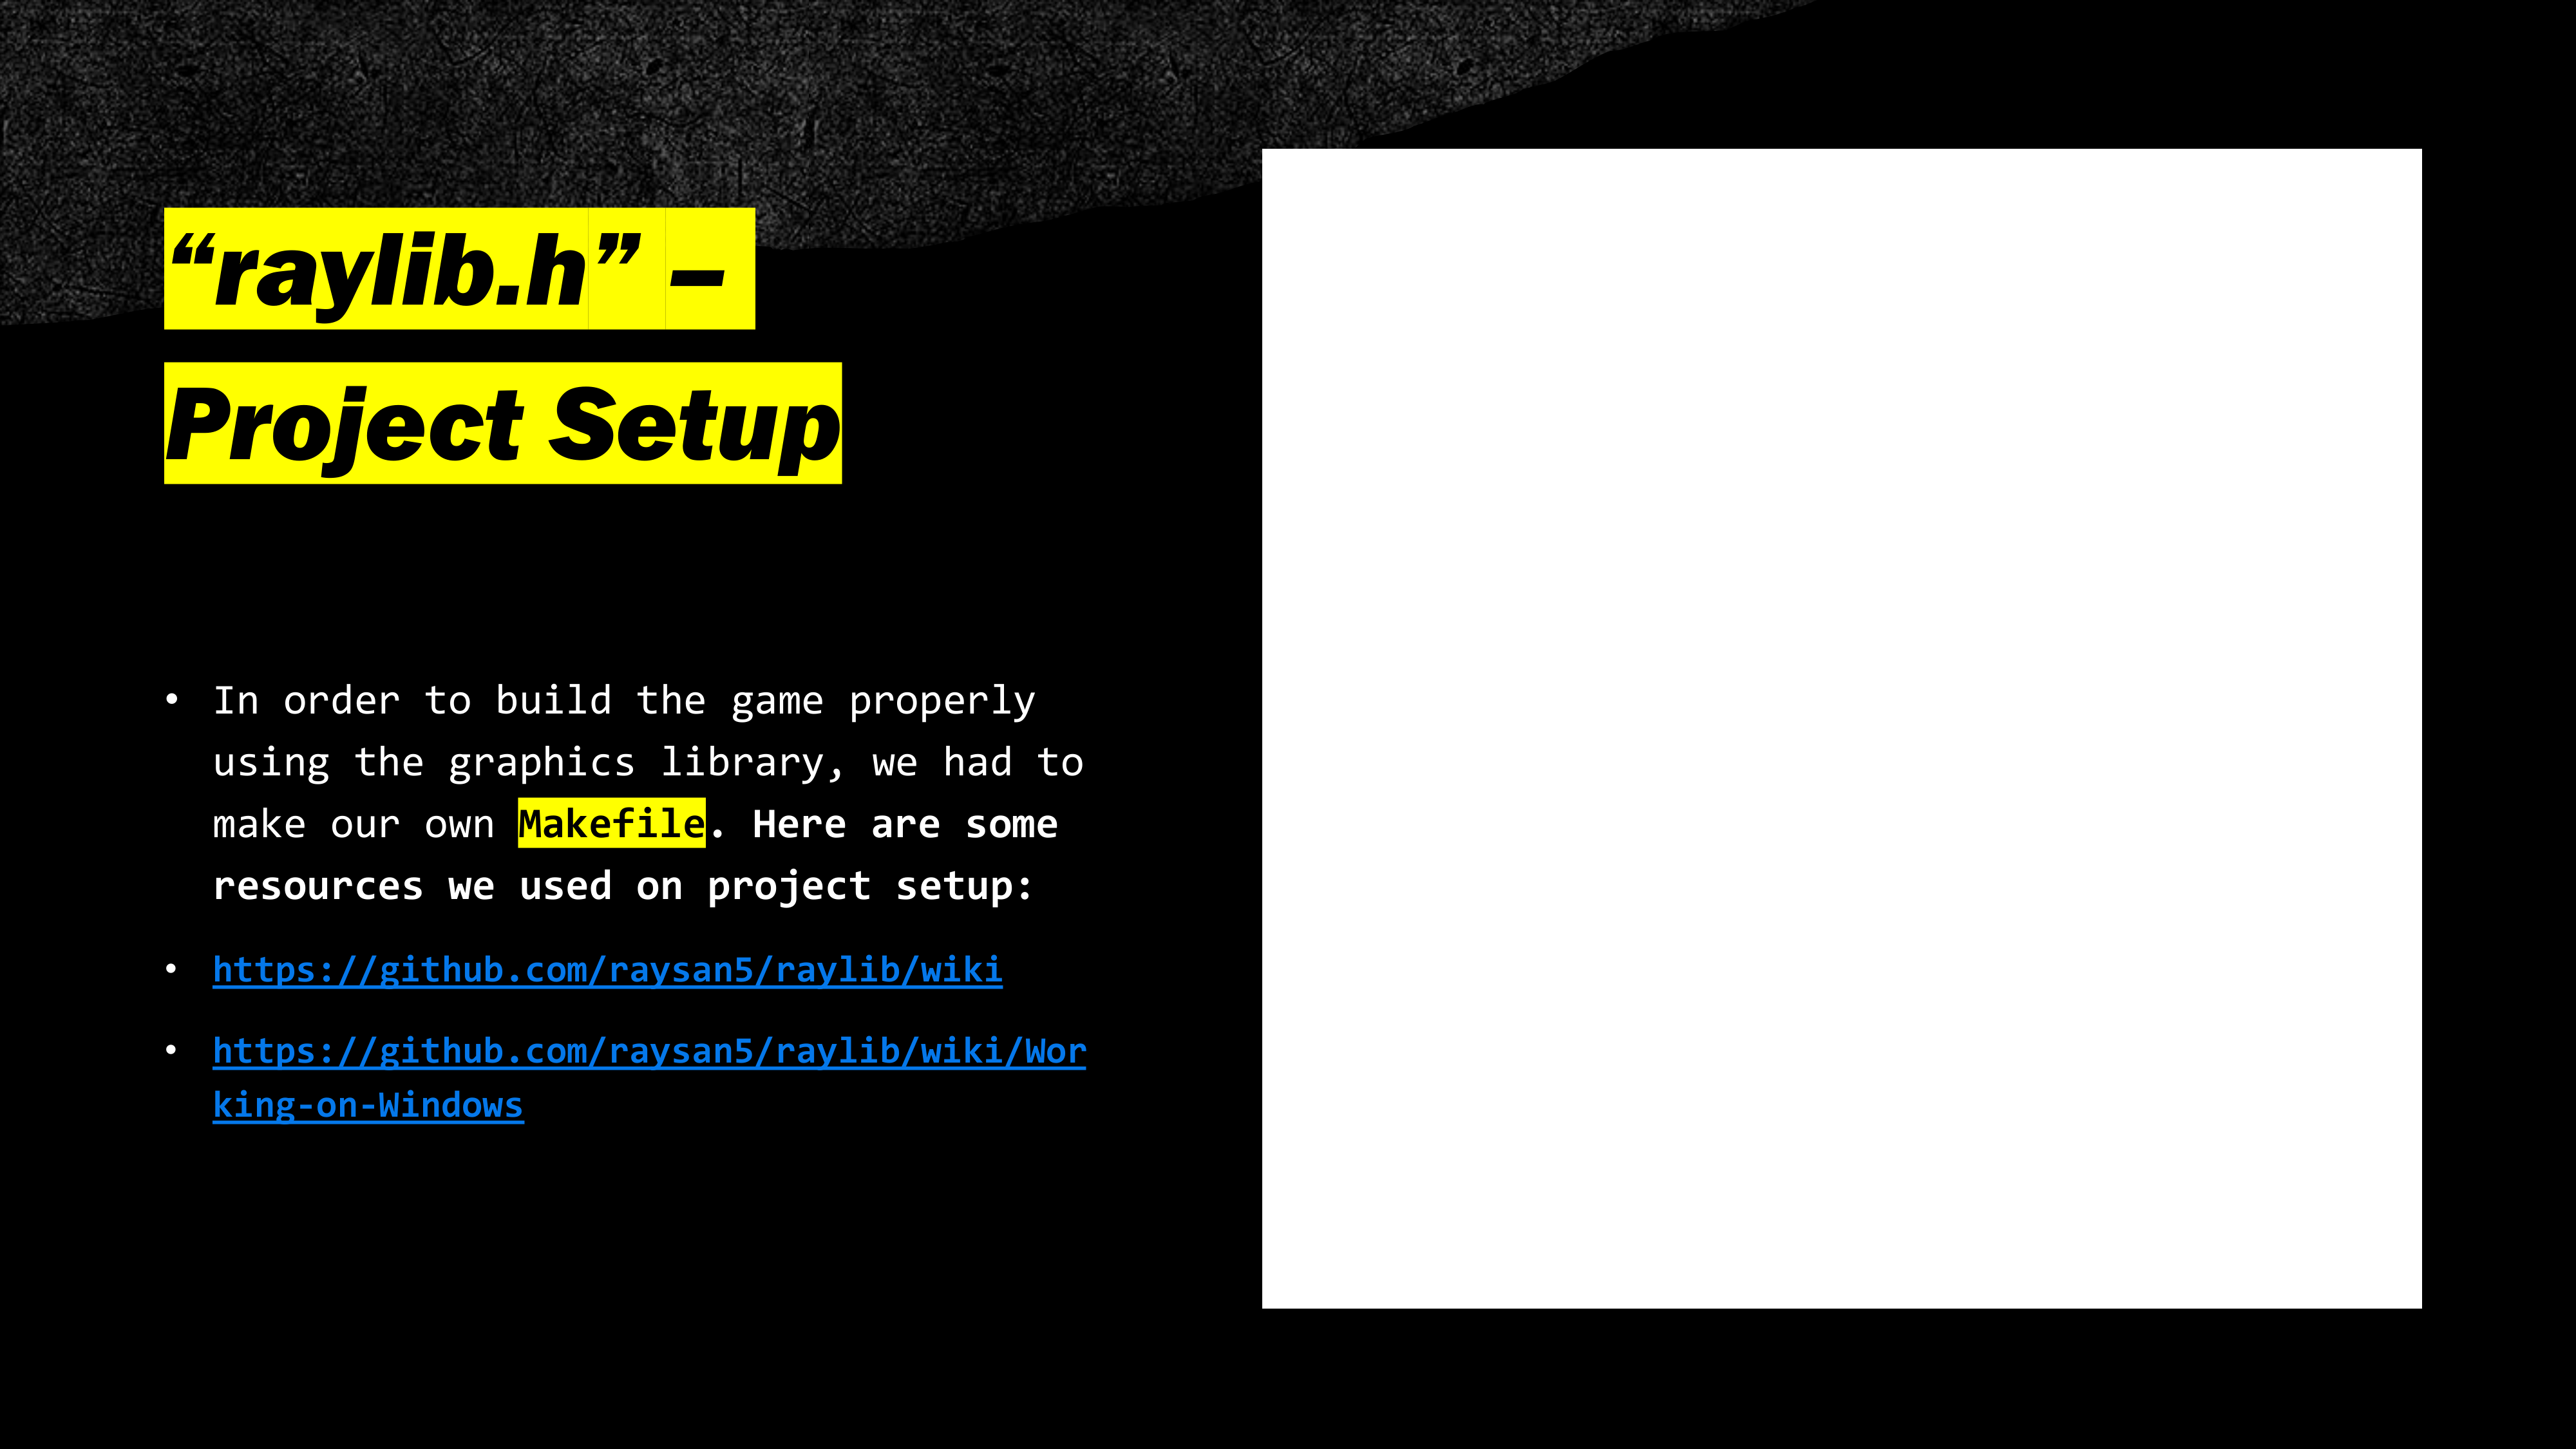 “raylib.h” –
Project Setup
• In order to build the game properly
using the graphics library, we had to
make our own Makefile. Here are some
resources we used on project setup:
• https://github.com/raysan5/raylib/wiki
• https://github.com/raysan5/raylib/wiki/Wor
king-on-Windows